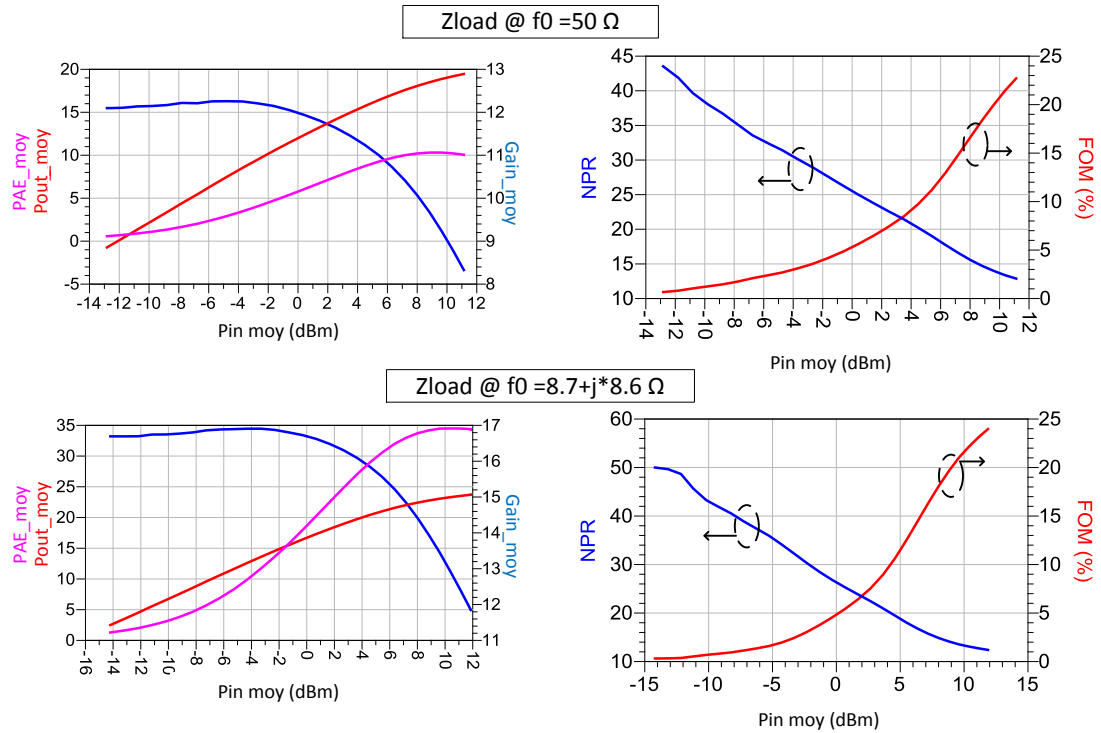 Zload @ f0 =50 Ω
PAE_moy
Pout_moy
20
15
10
5
0
-5
13
12
11
10
9
8
Gain_moy
-14 -12 -10 -8 -6 -4 -2 0 2 4 6 8 10 12
Pin moy (dBm)
NPR
45
40
35
30
25
20
15
10
25
20
15
10
5
0
FOM (%)
-14 -12 -10 -8 -6 -4 -2 0 2 4 6 8 10 12
Pin moy (dBm)
Zload @ f0 =8.7+j*8.6 Ω
PAE_moy
Pout_moy
35
30
25
20
15
10
5
0
17
16
15
14
13
12
11
Gain_moy
-16 -14 -12 -10 -8 -6 -4 -2 0 2 4 6 8 10 12
Pin moy (dBm)
NPR
60
50
40
30
20
10
25
20
15
10
5
0
FOM (%)
-15 -10 -5 0 5 10 15
Pin moy (dBm)